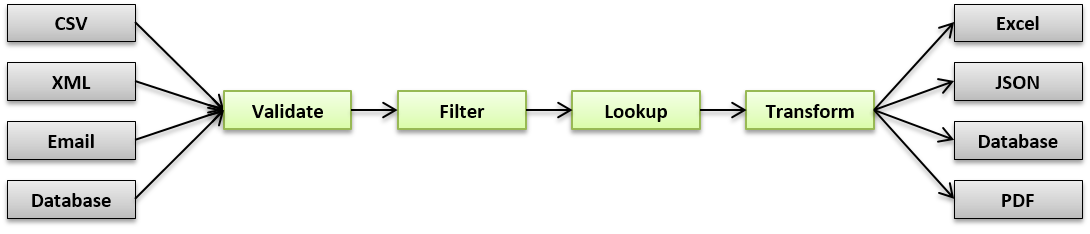 CSV
XML
Email
Database
Validate
Filter
Lookup
Transform
Excel
JSON
Database
PDF